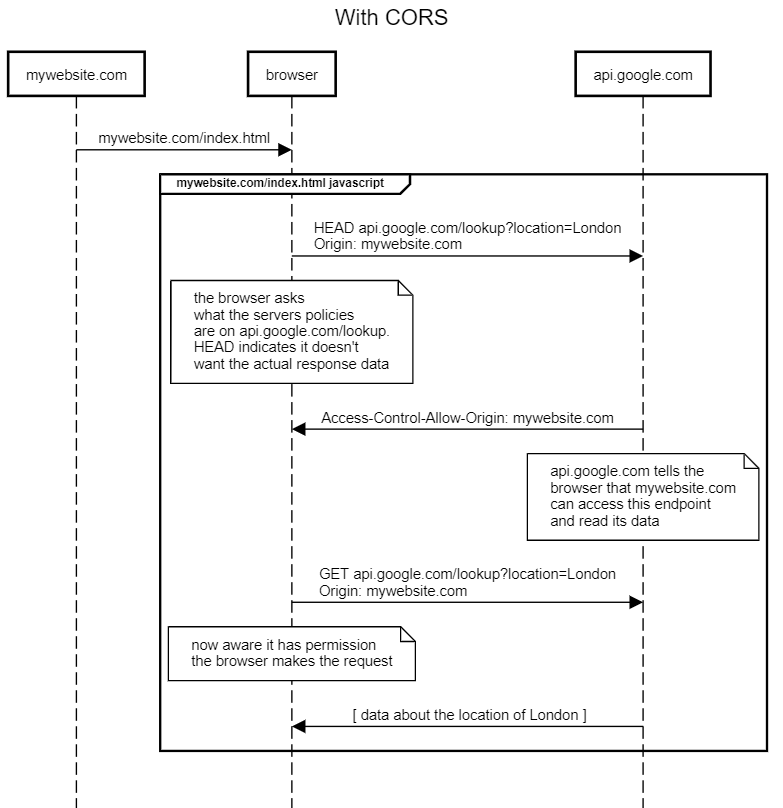 With CORS
mywebsite.com
browser
api.google.com
mywebsite.com/index.html
mywebsite.com/index.html javascript
HEAD api.google.com/lookup?location=London
Origin: mywebsite.com
the browser asks
what the servers policies
are on api.google.com/lookup.
HEAD indicates it doesn't
want the actual response data
Access-Control-Allow-Origin: mywebsite.com
api.google.com tells the
browser that mywebsite.com
can access this endpoint
and read its data
GET api.google.com/lookup?location=London
Origin: mywebsite.com
now aware it has permission
the browser makes the request
[ data about the location of London ]